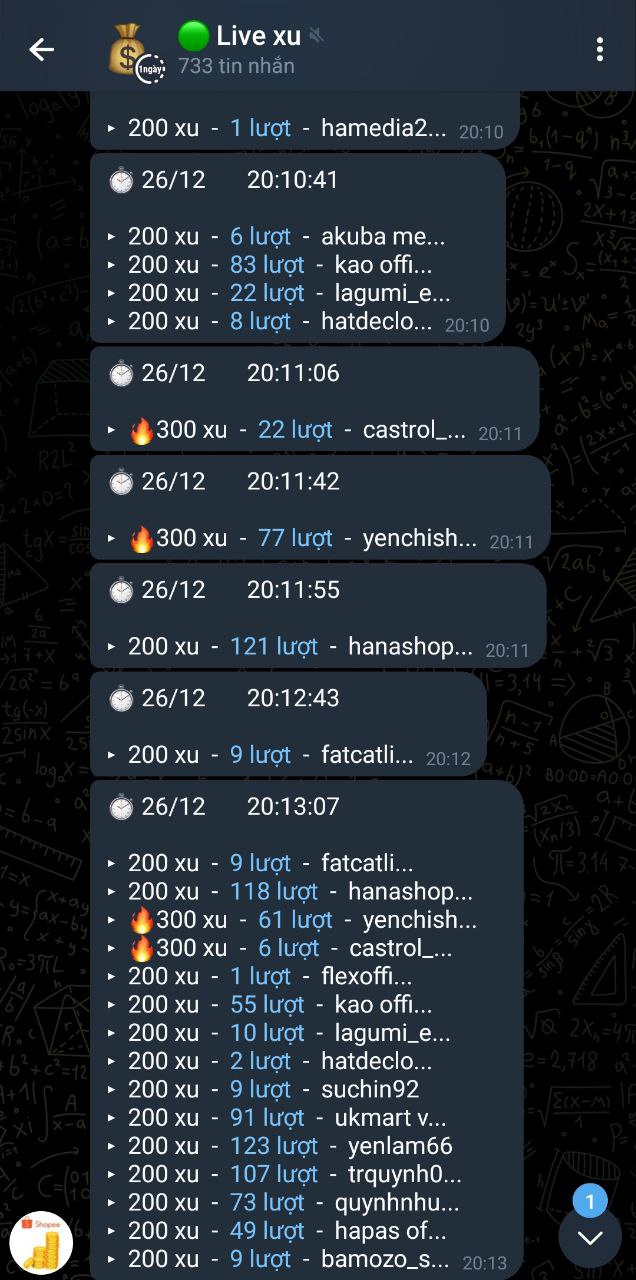 Live xu
1ngày
733 tin nhắn
‣ 200 xu - 1 lượt - hamedia2... 20:10
26/12 20:10:41
‣ 200 xu - 6 lượt - akuba me...
‣ 200 xu - 83 lượt - kao offi...
‣ 200 xu - 22 lượt - lagumi_e...
‣ 200 xu - 8 lượt - hatdeclo... 20:10
26/12 20:11:06
‣ 🔥300 xu - 22 lượt - castrol_... 20:11
26/12 20:11:42
‣ 🔥300 xu - 77 lượt - yenchish... 20:11
26/12 20:11:55
‣ 200 xu - 121 lượt - hanashop... 20:11
26/12 20:12:43
‣ 200 xu - 9 lượt - fatcatli... 20:12
26/12 20:13:07
‣ 200 xu - 9 lượt - fatcatli...
‣ 200 xu - 118 lượt - hanashop...
‣ 🔥300 xu - 61 lượt - yenchish...
‣ 🔥300 xu - 6 lượt - castrol_...
‣ 200 xu - 1 lượt - flexoffi...
‣ 200 xu - 55 lượt - kao offi...
‣ 200 xu - 10 lượt - lagumi_e...
‣ 200 xu - 2 lượt - hatdeclo...
‣ 200 xu - 9 lượt - suchin92
‣ 200 xu - 91 lượt - ukmart v...
‣ 200 xu - 123 lượt - yenlam66
‣ 200 xu - 107 lượt - trquynh0...
‣ 200 xu - 73 lượt - quynhnhu...
‣ 200 xu - 49 lượt - hapas of...
‣ 200 xu - 9 lượt - bamozo_s... 20:13
1
Shopee